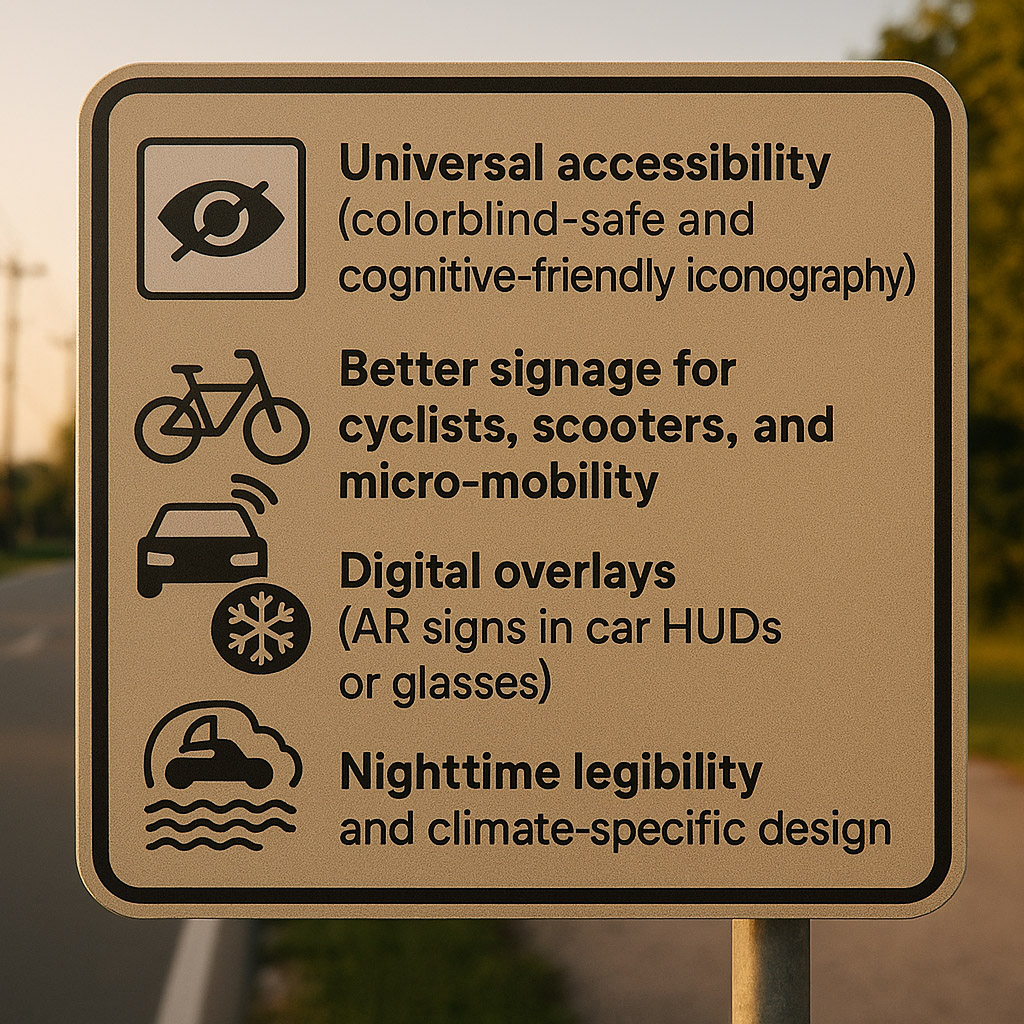 Universal accessibility
(colorblind-safe and
cognitive-friendly iconography)
Better signage for
cyclists, scooters, and
micro-mobility
Digital overlays
(AR signs in car HUDs
or glasses)
Nighttime legibility
and climate-specific design